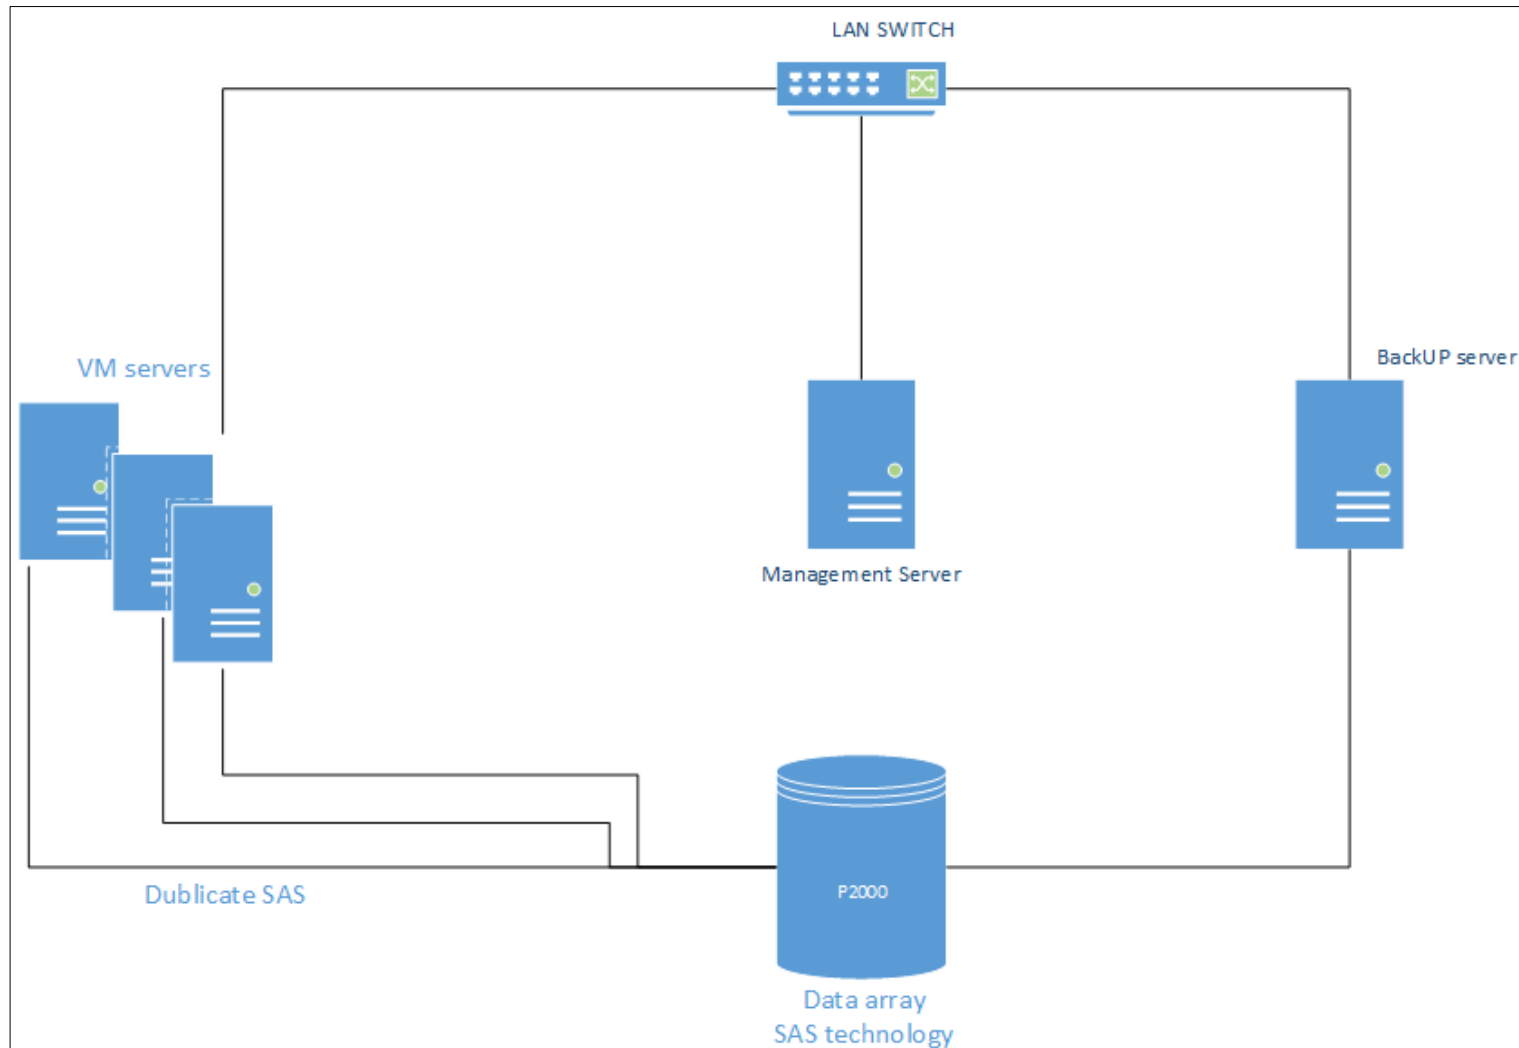 LAN SWITCH
VM servers
BackUP server
Management Server
Dublicate SAS
P2000
Data array
SAS technology